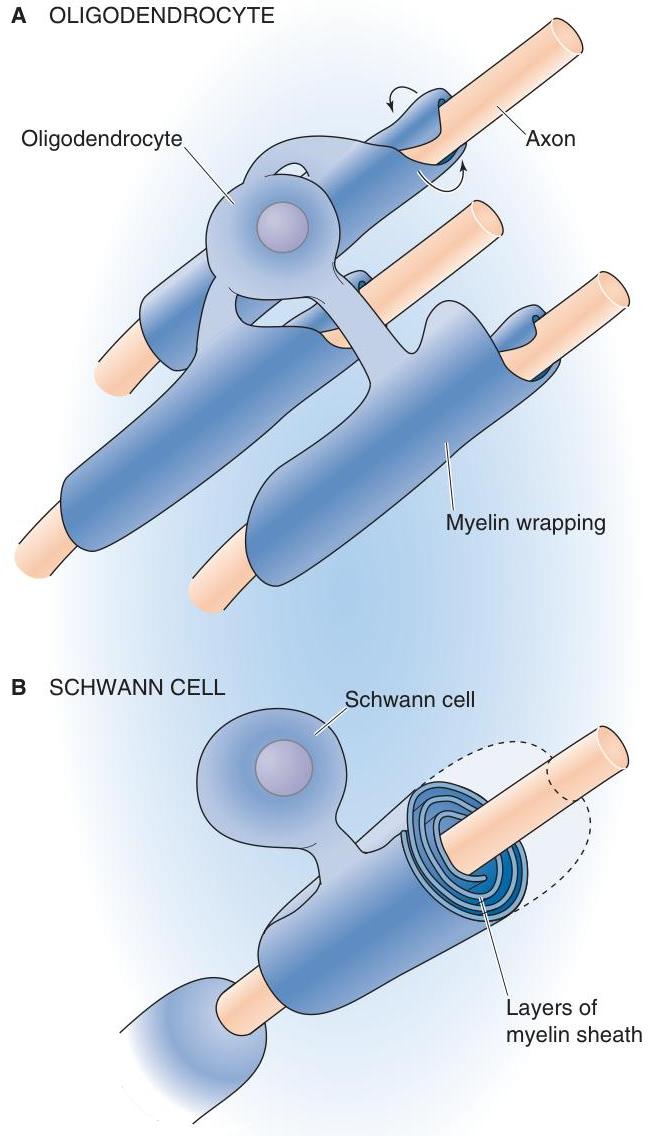 A OLIGODENDROCYTE
Oligodendrocyte
Axon
Myelin wrapping
B SCHWANN CELL
Schwann cell
Layers of
myelin sheath